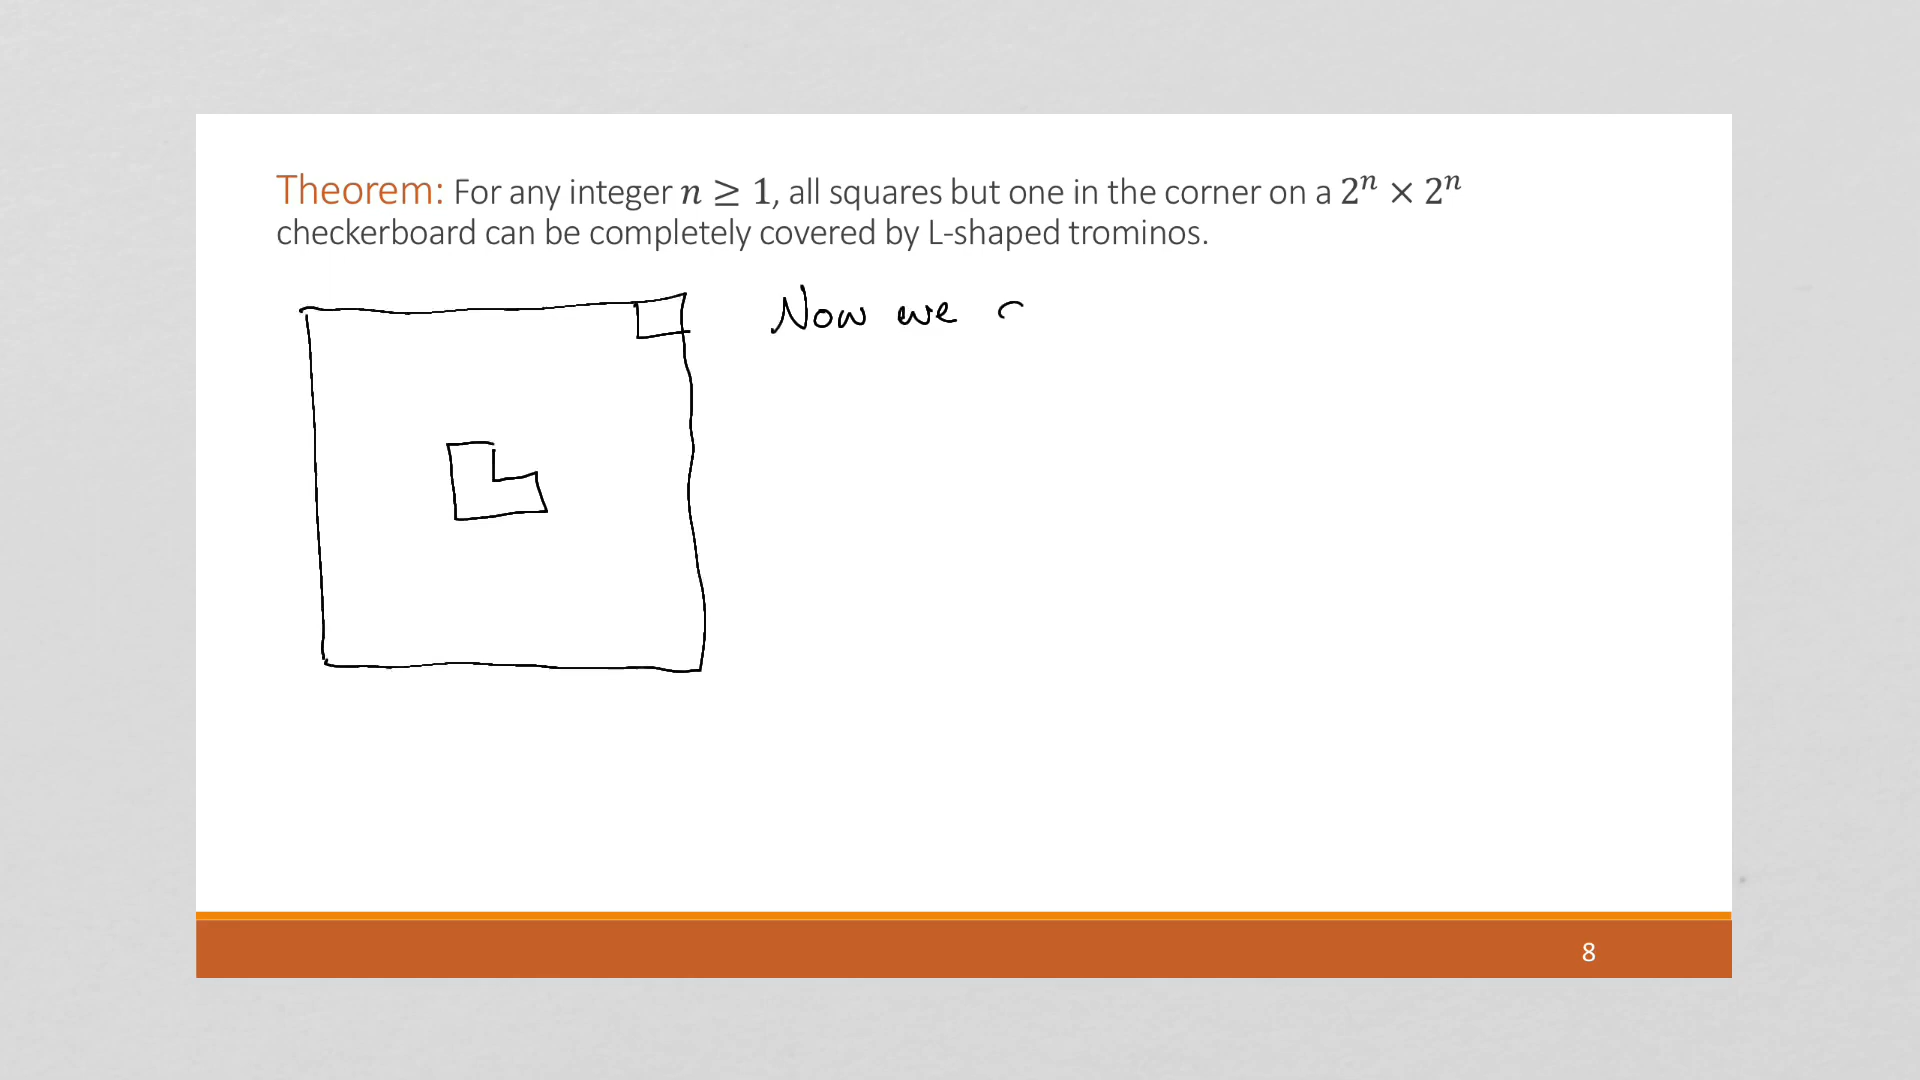 Theorem: For any integer n ≥ 1, all squares but one in the corner on a 2ⁿ × 2ⁿ
checkerboard can be completely covered by L-shaped trominos.
Now we
8